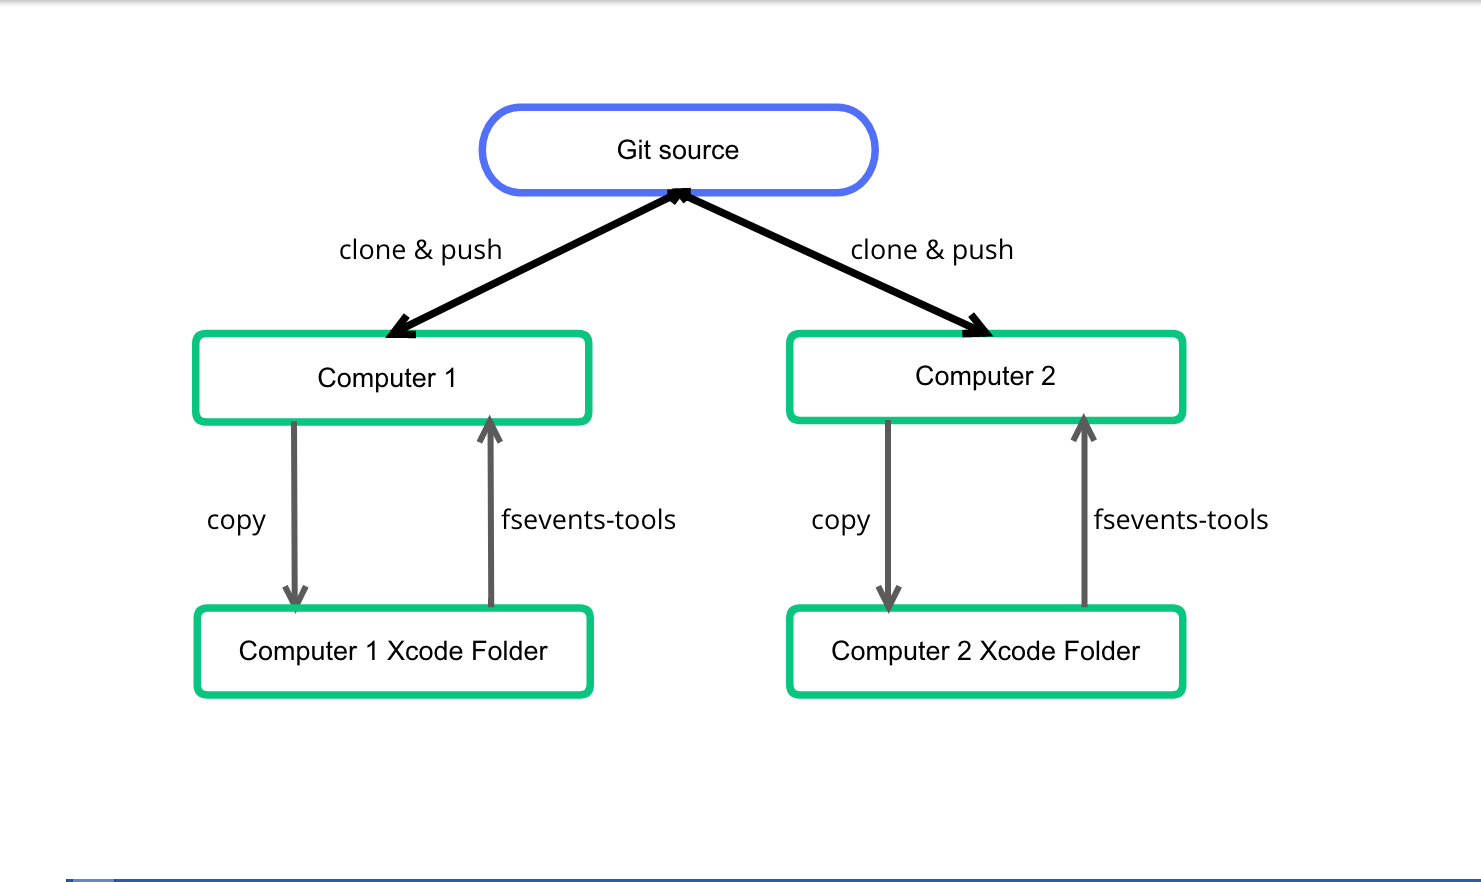 Git source
clone & push
clone & push
Computer 1
Computer 2
copy
fsevents-tools
copy
fsevents-tools
Computer 1 Xcode Folder
Computer 2 Xcode Folder